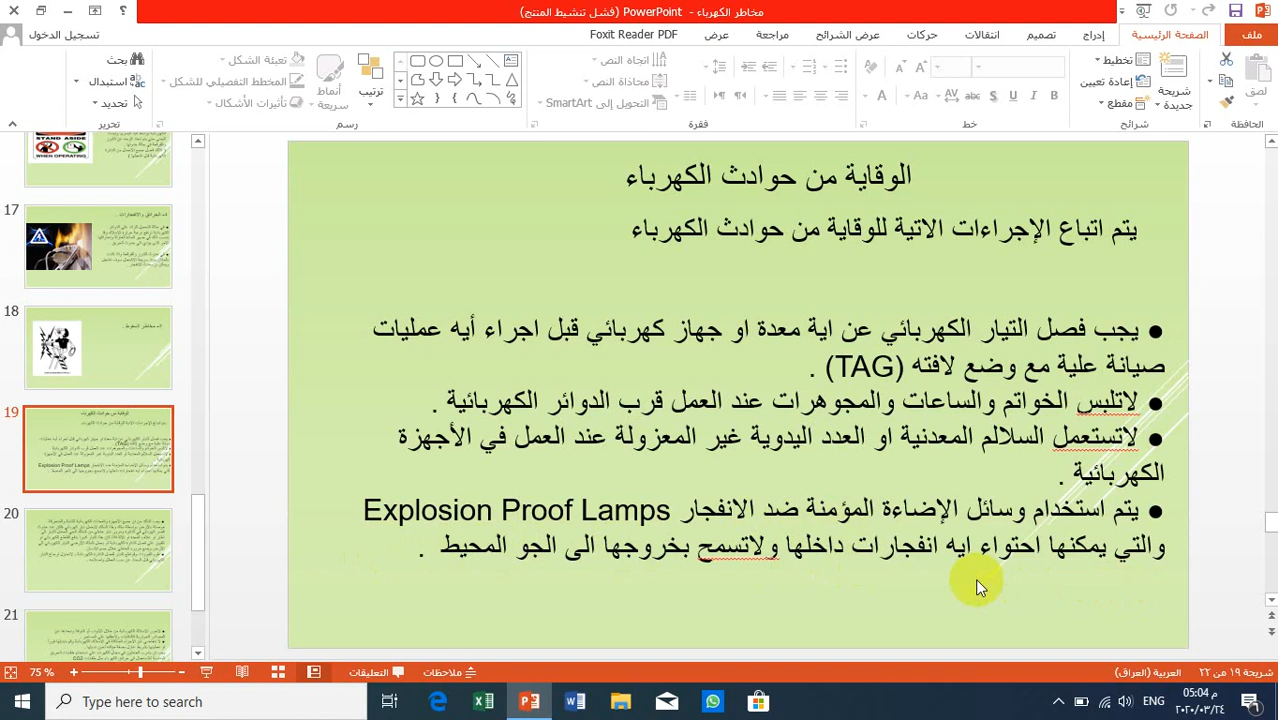 مخاطر الكهرباء - PowerPoint (فشل تنشيط المنتج)
ملف
الصفحة الرئيسية
إدراج
تصميم
انتقالات
حركات
عرض الشرائح
مراجعة
عرض
Foxit Reader PDF
تسجيل الدخول
لصق
الحافظة
شريحة جديدة
تخطيط
إعادة تعيين
مقطع
شرائح
خط
فقرة
اتجاه النص
محاذاة النص
التحويل إلى SmartArt
ترتيب
أنماط سريعة
تعبئة الشكل
المخطط التفصيلي للشكل
تأثيرات الأشكال
رسم
بحث
استبدال
تحديد
تحرير
STAND ASIDE
WHEN OPERATING
17
18
19
20
21
الوقاية من حوادث الكهرباء
يتم اتباع الإجراءات الاتية للوقاية من حوادث الكهرباء
● يجب فصل التيار الكهربائي عن اية معدة او جهاز كهربائي قبل اجراء أيه عمليات
صيانة علية مع وضع لافته (TAG) .
● لاتلبس الخواتم والساعات والمجوهرات عند العمل قرب الدوائر الكهربائية .
● لاتستعمل السلالم المعدنية او العدد اليدوية غير المعزولة عند العمل في الأجهزة
الكهربائية .
● يتم استخدام وسائل الإضاءة المؤمنة ضد الانفجار Explosion Proof Lamps
والتي يمكنها احتواء ايه انفجارات داخلها ولاتسمح بخروجها الى الجو المحيط .
شريحة ١٩ من ٢٢
العربية (العراق)
ملاحظات
التعليقات
75 %
Type here to search
ENG
05:04 م
٢٠٢٠/٠٣/٢٤